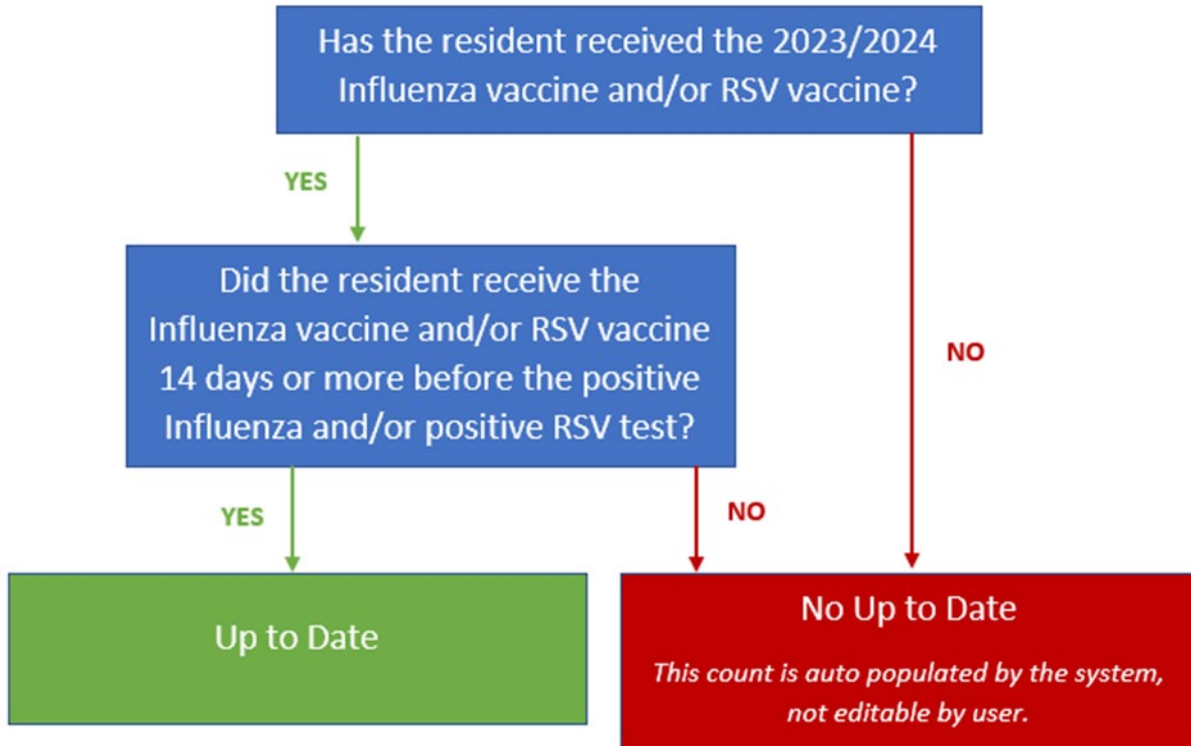 Has the resident received the 2023/2024
Influenza vaccine and/or RSV vaccine?
YES
NO
Did the resident receive the
Influenza vaccine and/or RSV vaccine
14 days or more before the positive
Influenza and/or positive RSV test?
YES
NO
Up to Date
No Up to Date
This count is auto populated by the system,
not editable by user.